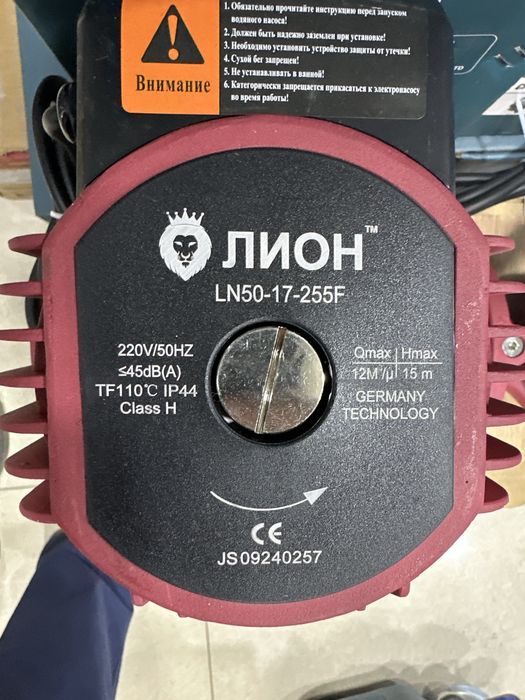 1. Обязательно прочитайте инструкцию перед запуском
водяного насоса!
2. Должен быть надежно заземлен при установке!
3. Необходимо установить устройство защиты от утечки!
4. Сухой бег запрещен!
5. Не устанавливать в ванной!
6. Категорически запрещается прикасаться к электонасосу
во время работы!
Внимание
ЛИОН™
LN50-17-255F
220V/50HZ
≤45dB(A)
TF110℃ IP44
Class H
Qmax Hmax
12M³/μ 15 m
GERMANY
TECHNOLOGY
CE
JS09240257